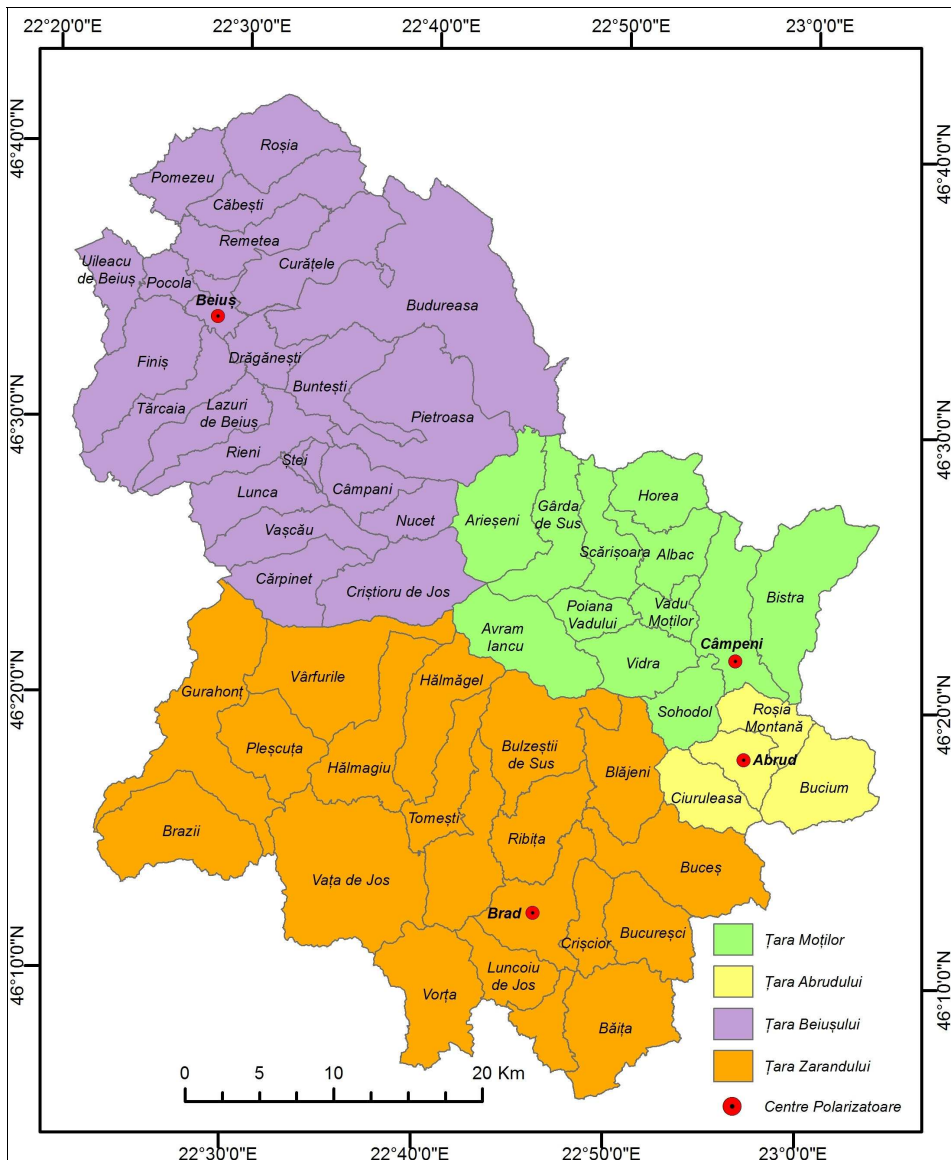 22°20'0"E
22°30'0"E
22°40'0"E
22°50'0"E
23°0'0"E
46°40'0"N
46°40'0"N
Roșia
Pomezeu
Căbești
Remetea
Uileacu
de Beiuș
Curățele
Pocola
Beiuș
Budureasa
Finiș
Drăgănești
Buntești
Tărcaia
Lazuri
de Beiuș
Pietroasa
46°30'0"N
46°30'0"N
Rieni
Ștei
Lunca
Câmpani
Horea
Gârda
de Sus
Arieșeni
Nucet
Vașcău
Scărișoara
Albac
Cărpinet
Criștioru de Jos
Bistra
Poiana
Vadului
Vadu
Moților
Avram
Iancu
Câmpeni
Vidra
Vârfurile
Hălmăgel
Gurahonț
46°20'0"N
46°20'0"N
Sohodol
Roșia
Montană
Pleșcuța
Bulzeștii
de Sus
Hălmagiu
Blăjeni
Abrud
Bucium
Ciuruleasa
Tomești
Brazii
Ribița
Vața de Jos
Buceș
Brad
Crișcior
Bucureșci
Luncoiu
de Jos
Vorța
Băița
46°10'0"N
46°10'0"N
Țara Moților
Țara Abrudului
Țara Beiușului
Țara Zarandului
Centre Polarizatoare
0 5 10 20 Km
22°30'0"E
22°40'0"E
22°50'0"E
23°0'0"E